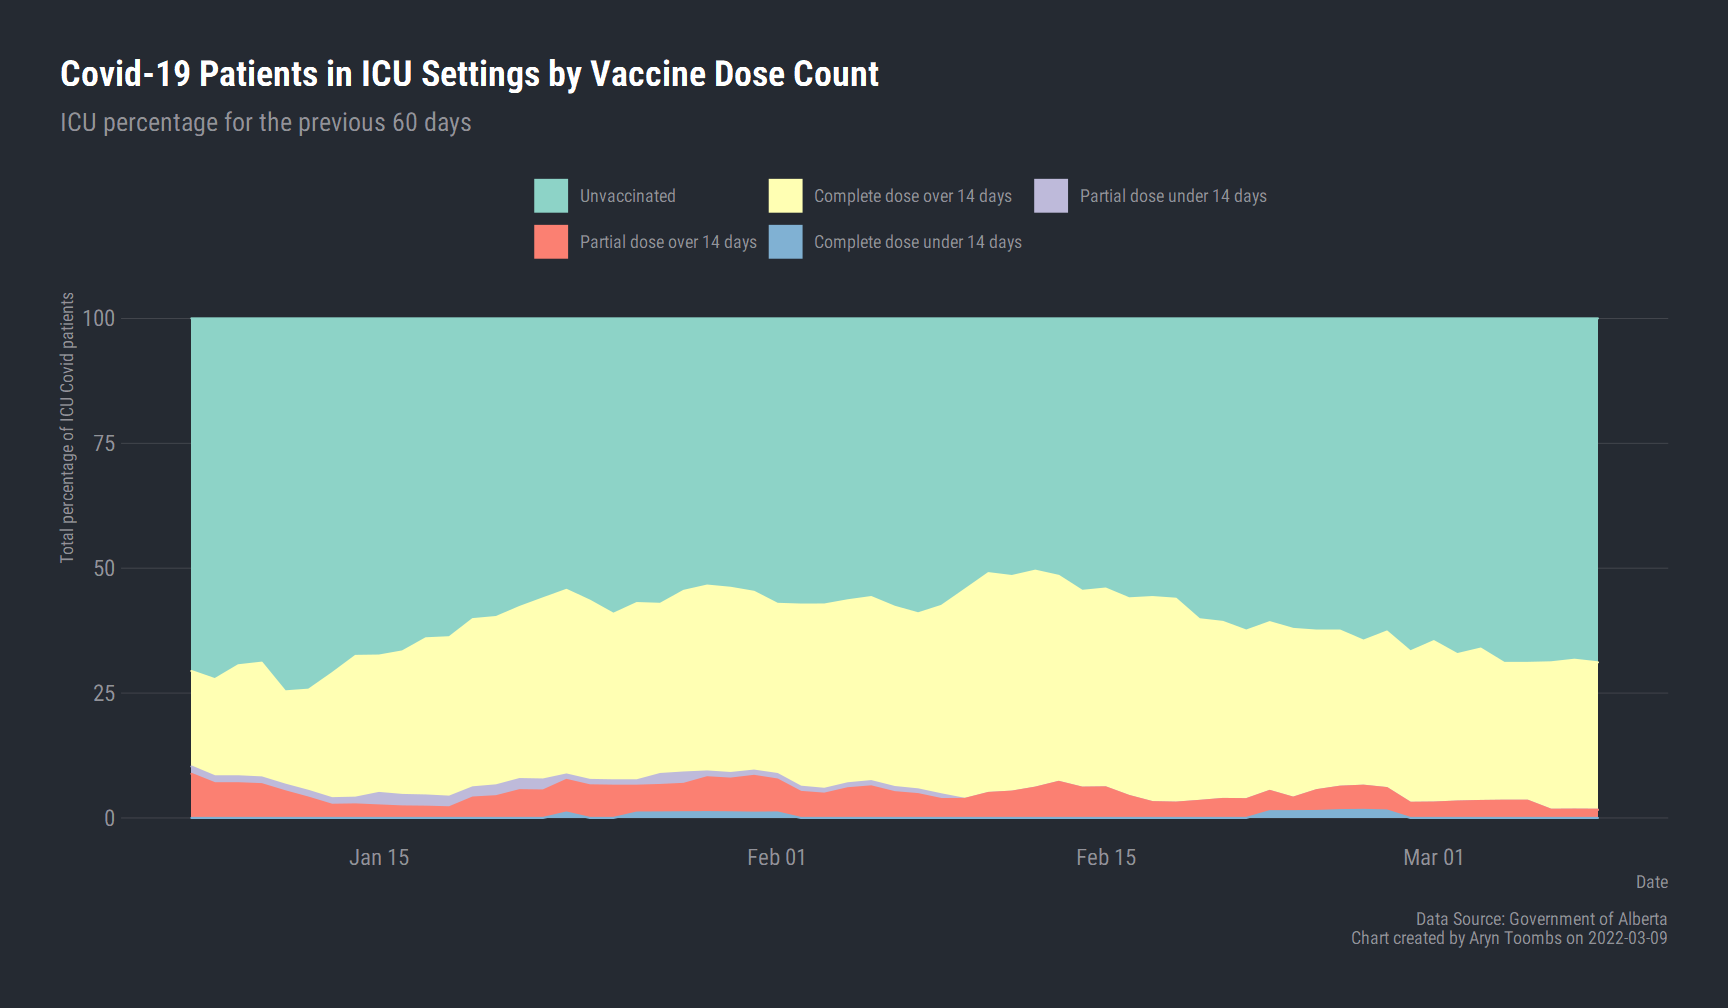 Covid-19 Patients in ICU Settings by Vaccine Dose Count
ICU percentage for the previous 60 days
Unvaccinated
Complete dose over 14 days
Partial dose under 14 days
Partial dose over 14 days
Complete dose under 14 days
Total percentage of ICU Covid patients
100
75
50
25
0
Jan 15
Feb 01
Feb 15
Mar 01
Date
Data Source: Government of Alberta
Chart created by Aryn Toombs on 2022-03-09